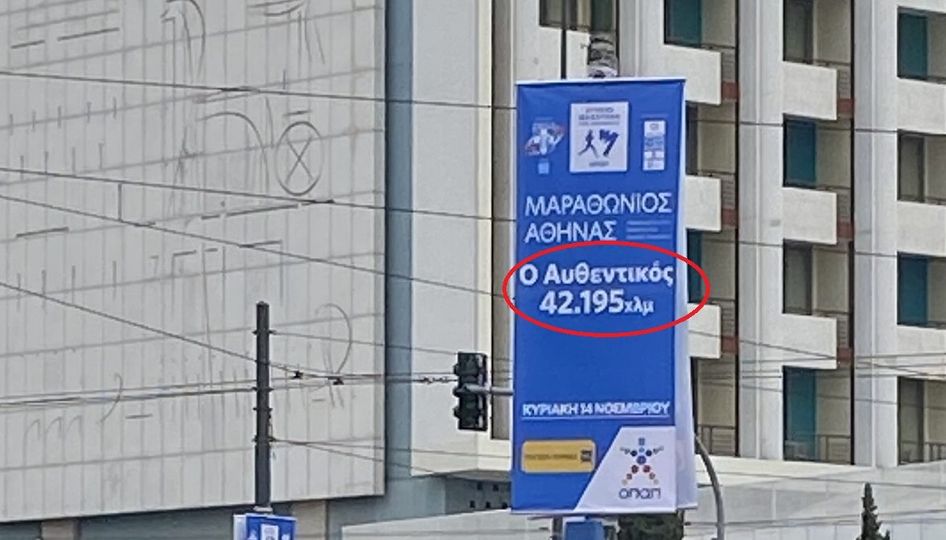 ΜΑΡΑΘΩΝΙΟΣ
ΑΘΗΝΑΣ
Ο Αυθεντικός
42.195χλμ
ΚΥΡΙΑΚΗ 14 ΝΟΕΜΒΡΙΟΥ
ΟΠΑΠ